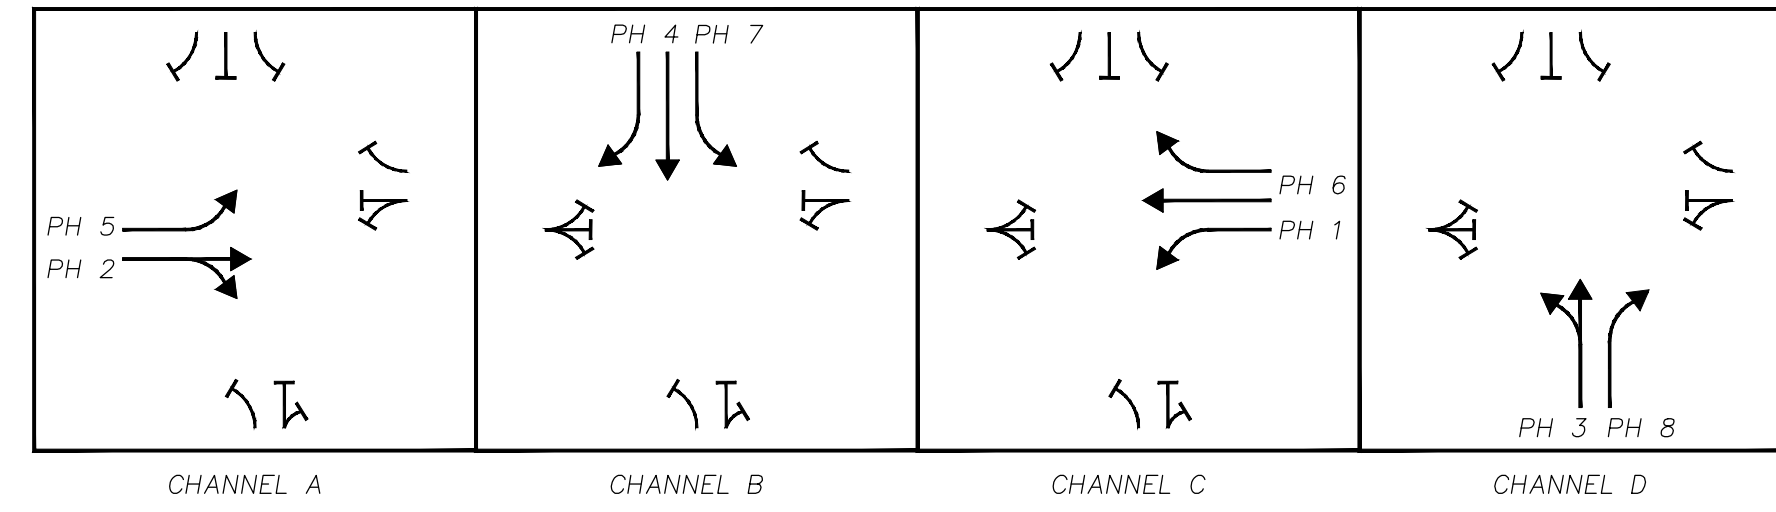 PH 4 PH 7
PH 5
PH 2
PH 6
PH 1
PH 3 PH 8
CHANNEL A
CHANNEL B
CHANNEL C
CHANNEL D